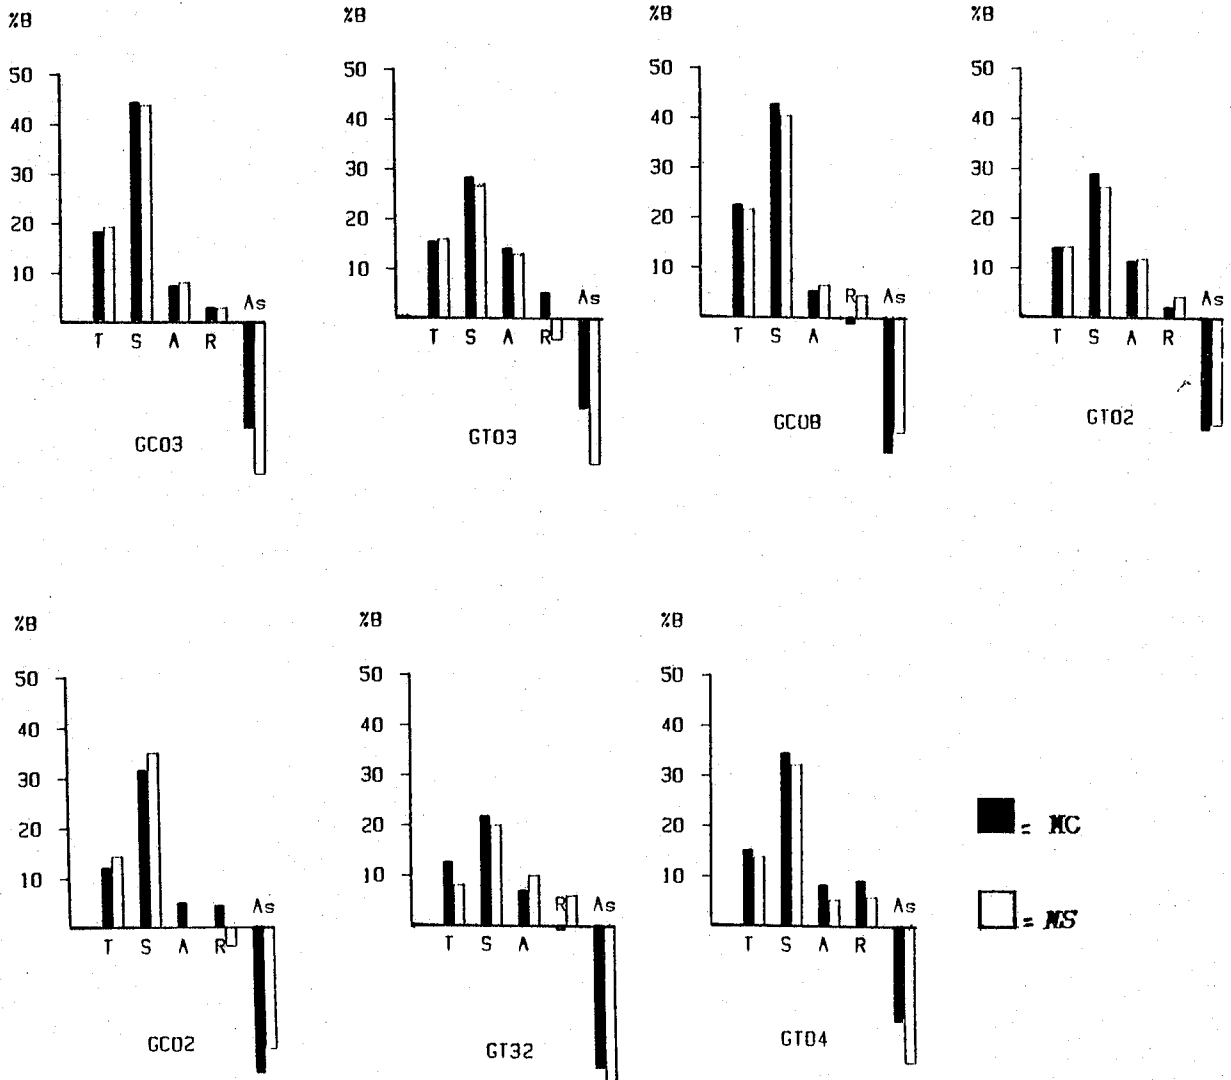 %B %B %B %B
50 50 50 50
40 40 40 40
30 30 30 30
20 20 20 20
10 10 10 10
T S A R As
T S A R As
T S A R As
T S A R As
GC03 GT03 GC08 GT02
%B %B %B
50 50 50
40 40 40
30 30 30
20 20 20
10 10 10
T S A R As
T S A R As
T S A R As
= MC
= MS
GC02 GT32 GT04